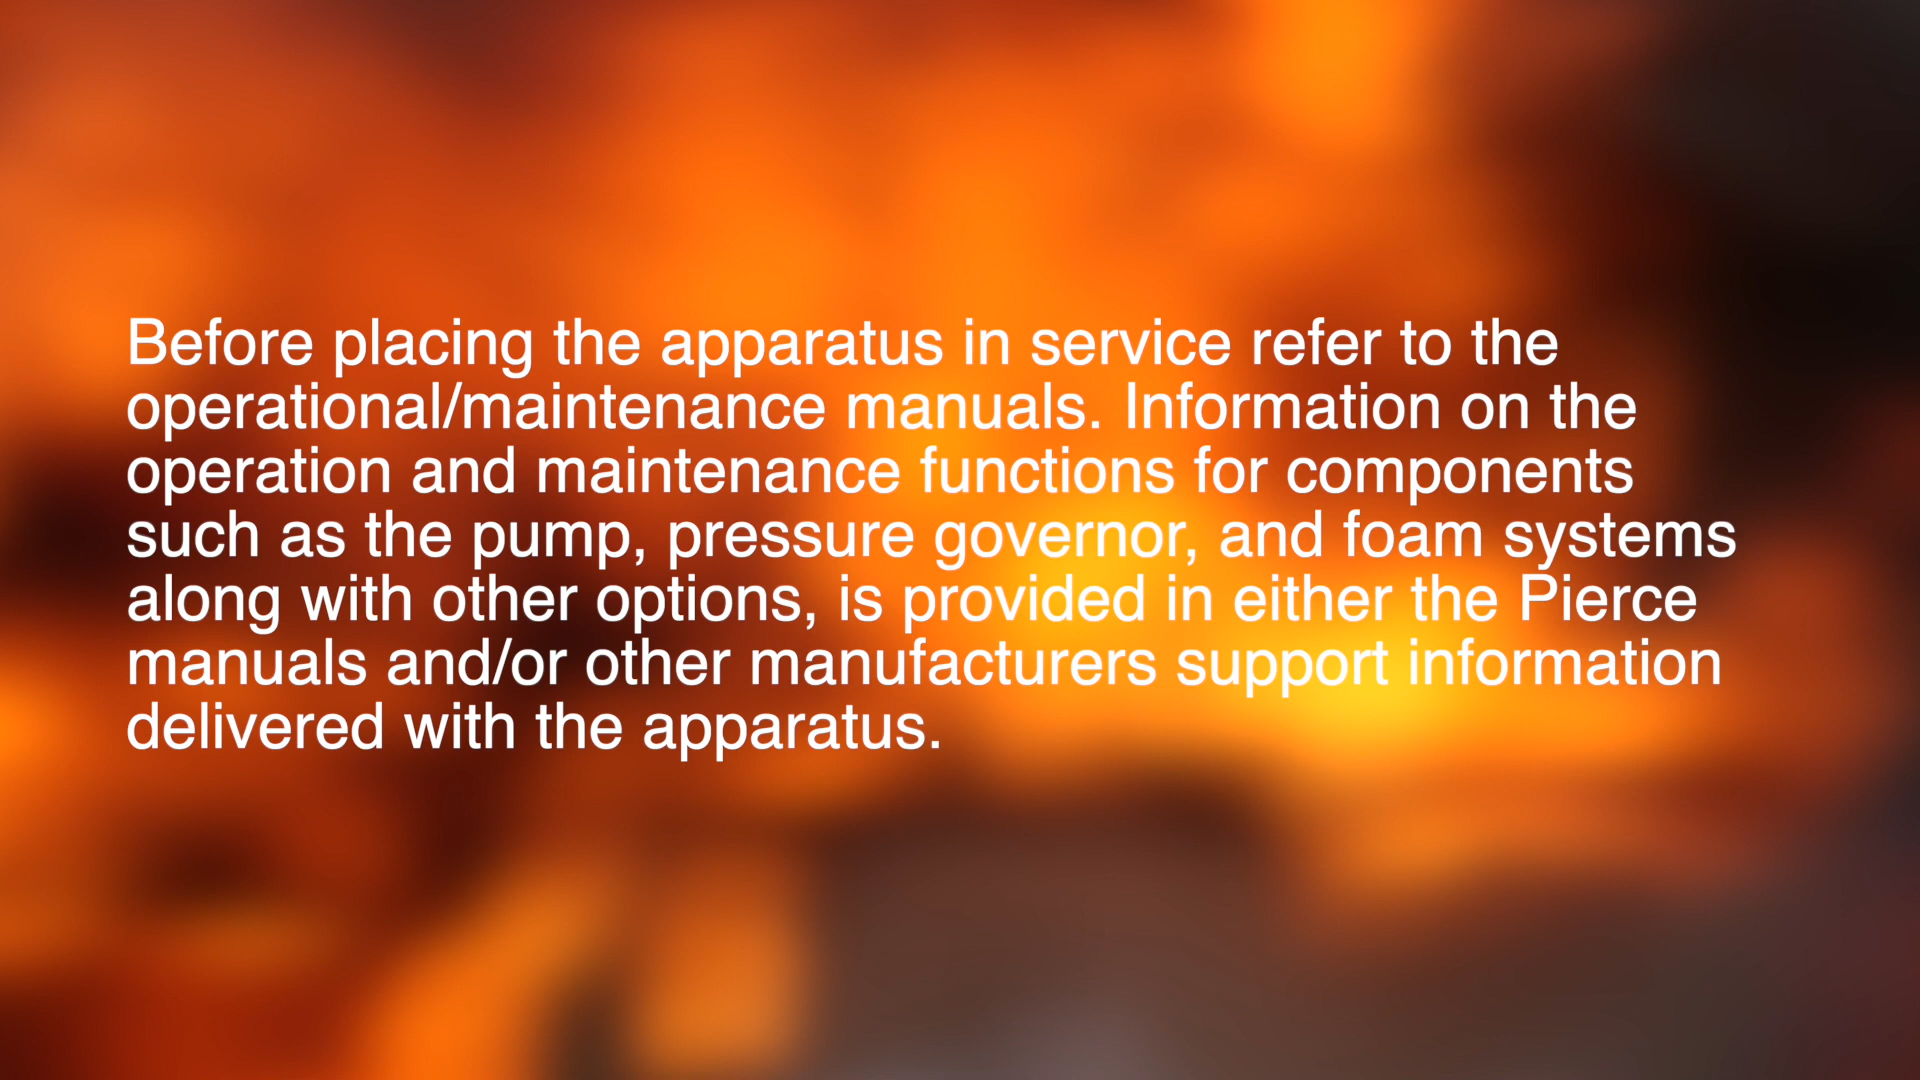 Before placing the apparatus in service refer to the
operational/maintenance manuals. Information on the
operation and maintenance functions for components
such as the pump, pressure governor, and foam systems
along with other options, is provided in either the Pierce
manuals and/or other manufacturers support information
delivered with the apparatus.